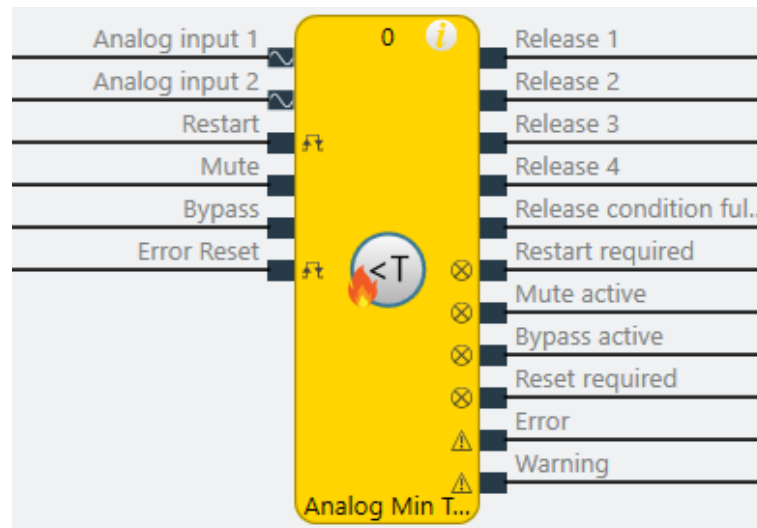 Analog input 1
Analog input 2
Restart
Mute
Bypass
Error Reset
0
i
<T
Analog Min T...
Release 1
Release 2
Release 3
Release 4
Release condition ful...
Restart required
Mute active
Bypass active
Reset required
Error
Warning